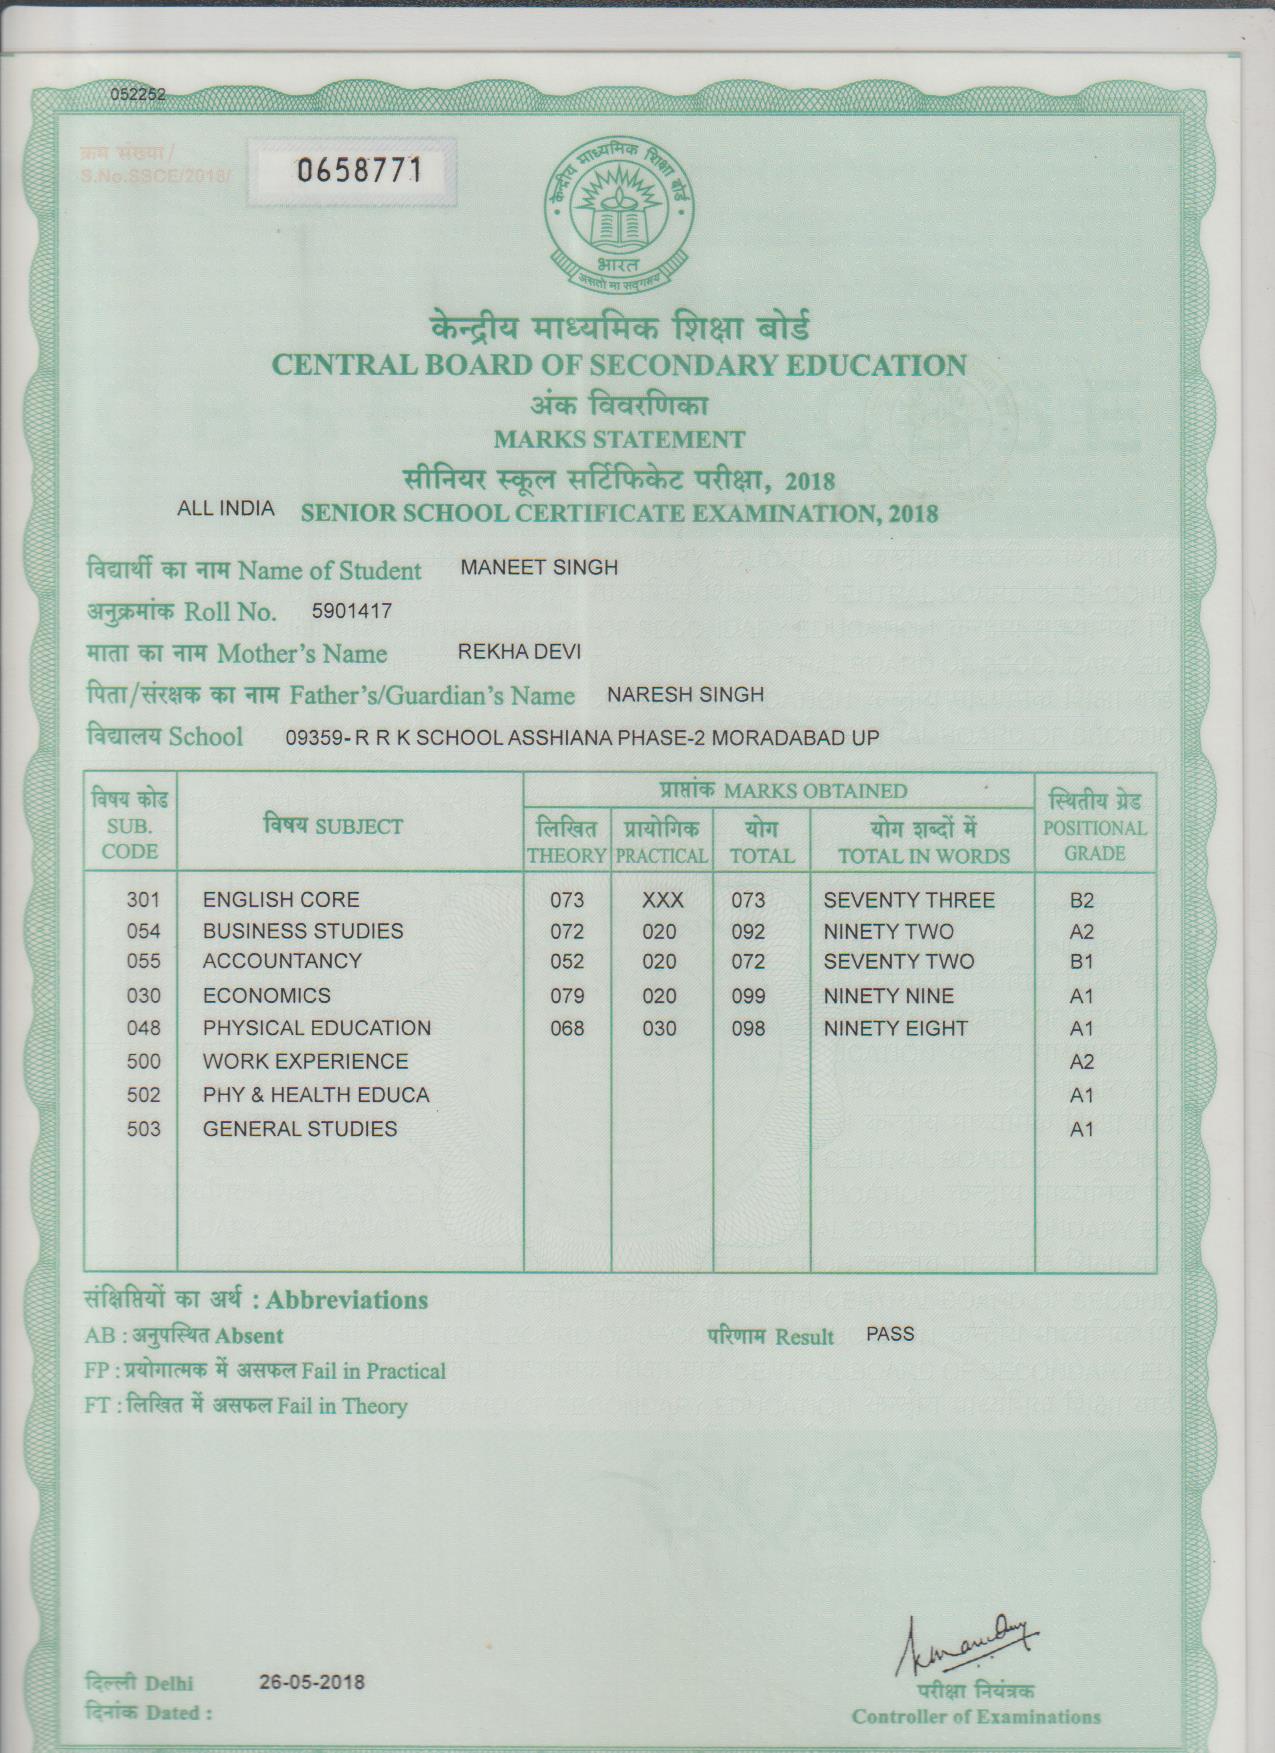 052252
क्रम संख्या/
S.No.SSCE/2018/ 0658771
केन्द्रीय माध्यमिक शिक्षा बोर्ड
भारत
असतो मा सद्गमय
केन्द्रीय माध्यमिक शिक्षा बोर्ड
CENTRAL BOARD OF SECONDARY EDUCATION
अंक विवरणिका
MARKS STATEMENT
सीनियर स्कूल सर्टिफिकेट परीक्षा, 2018
ALL INDIA SENIOR SCHOOL CERTIFICATE EXAMINATION, 2018
विद्यार्थी का नाम Name of Student MANEET SINGH
अनुक्रमांक Roll No. 5901417
माता का नाम Mother's Name REKHA DEVI
पिता/संरक्षक का नाम Father's/Guardian's Name NARESH SINGH
विद्यालय School 09359- R R K SCHOOL ASSHIANA PHASE-2 MORADABAD UP
विषय कोड SUB. CODE
विषय SUBJECT
प्राप्तांक MARKS OBTAINED
लिखित THEORY
प्रायोगिक PRACTICAL
योग TOTAL
योग शब्दों में TOTAL IN WORDS
स्थितीय ग्रेड POSITIONAL GRADE
301 ENGLISH CORE 073 XXX 073 SEVENTY THREE B2
054 BUSINESS STUDIES 072 020 092 NINETY TWO A2
055 ACCOUNTANCY 052 020 072 SEVENTY TWO B1
030 ECONOMICS 079 020 099 NINETY NINE A1
048 PHYSICAL EDUCATION 068 030 098 NINETY EIGHT A1
500 WORK EXPERIENCE A2
502 PHY & HEALTH EDUCA A1
503 GENERAL STUDIES A1
संक्षिप्तियों का अर्थ : Abbreviations
AB : अनुपस्थित Absent परिणाम Result PASS
FP : प्रयोगात्मक में असफल Fail in Practical
FT : लिखित में असफल Fail in Theory
दिल्ली Delhi 26-05-2018
दिनांक Dated :
परीक्षा नियंत्रक
Controller of Examinations